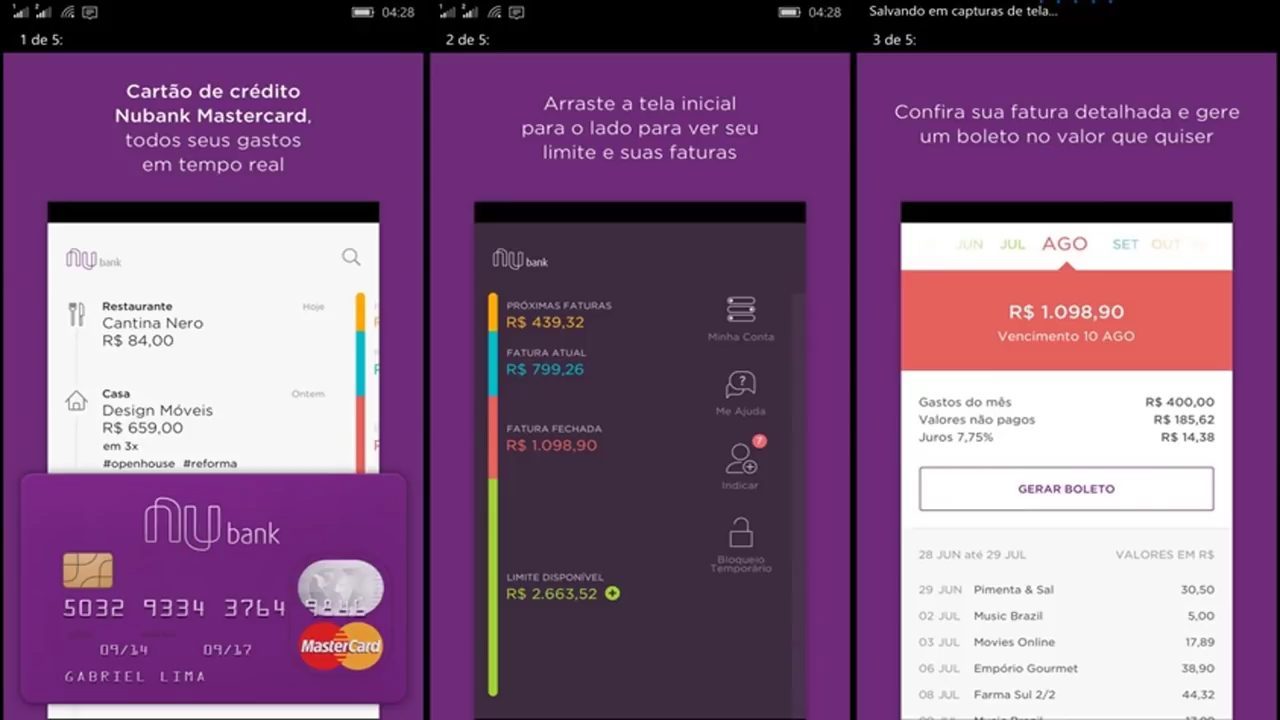 04:28
1 de 5:
Cartão de crédito
Nubank Mastercard,
todos seus gastos
em tempo real
nu bank
Restaurante
Hoje
Cantina Nero
R$ 84,00
Casa
Ontem
Design Móveis
R$ 659,00
em 3x
#openhouse #reforma
nu bank
5032 9334 3764
09/14 09/17
GABRIEL LIMA
MasterCard
04:28
2 de 5:
Arraste a tela inicial
para o lado para ver seu
limite e suas faturas
nu bank
PRÓXIMAS FATURAS
R$ 439,32
FATURA ATUAL
R$ 799,26
FATURA FECHADA
R$ 1.098,90
LIMITE DISPONÍVEL
R$ 2.663,52
Minha Conta
?
Me Ajuda
7
Indicar
Bloqueio
Temporário
Salvando em capturas de tela...
3 de 5:
Confira sua fatura detalhada e gere
um boleto no valor que quiser
JUN JUL AGO SET OUT
R$ 1.098,90
Vencimento 10 AGO
Gastos do mês R$ 400,00
Valores não pagos R$ 185,62
Juros 7,75% R$ 14,38
GERAR BOLETO
28 JUN até 29 JUL VALORES EM R$
29 JUN Pimenta & Sal 30,50
02 JUL Music Brazil 5,00
03 JUL Movies Online 17,89
06 JUL Empório Gourmet 38,90
08 JUL Farma Sul 2/2 44,32